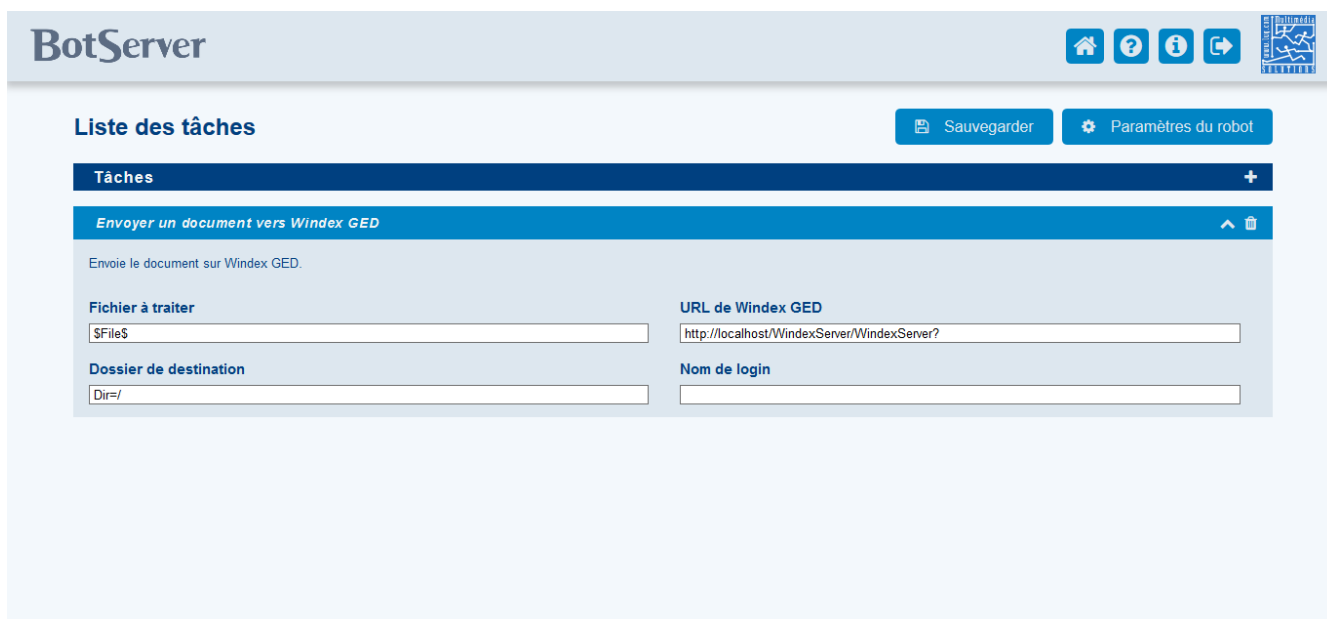 BotServer
Multimédia
SOLUTIONS
Liste des tâches
Sauvegarder
Paramètres du robot
Tâches
Envoyer un document vers Windex GED
Envoie le document sur Windex GED.
Fichier à traiter
URL de Windex GED
$File$
http://localhost/WindexServer/WindexServer?
Dossier de destination
Nom de login
Dir=/